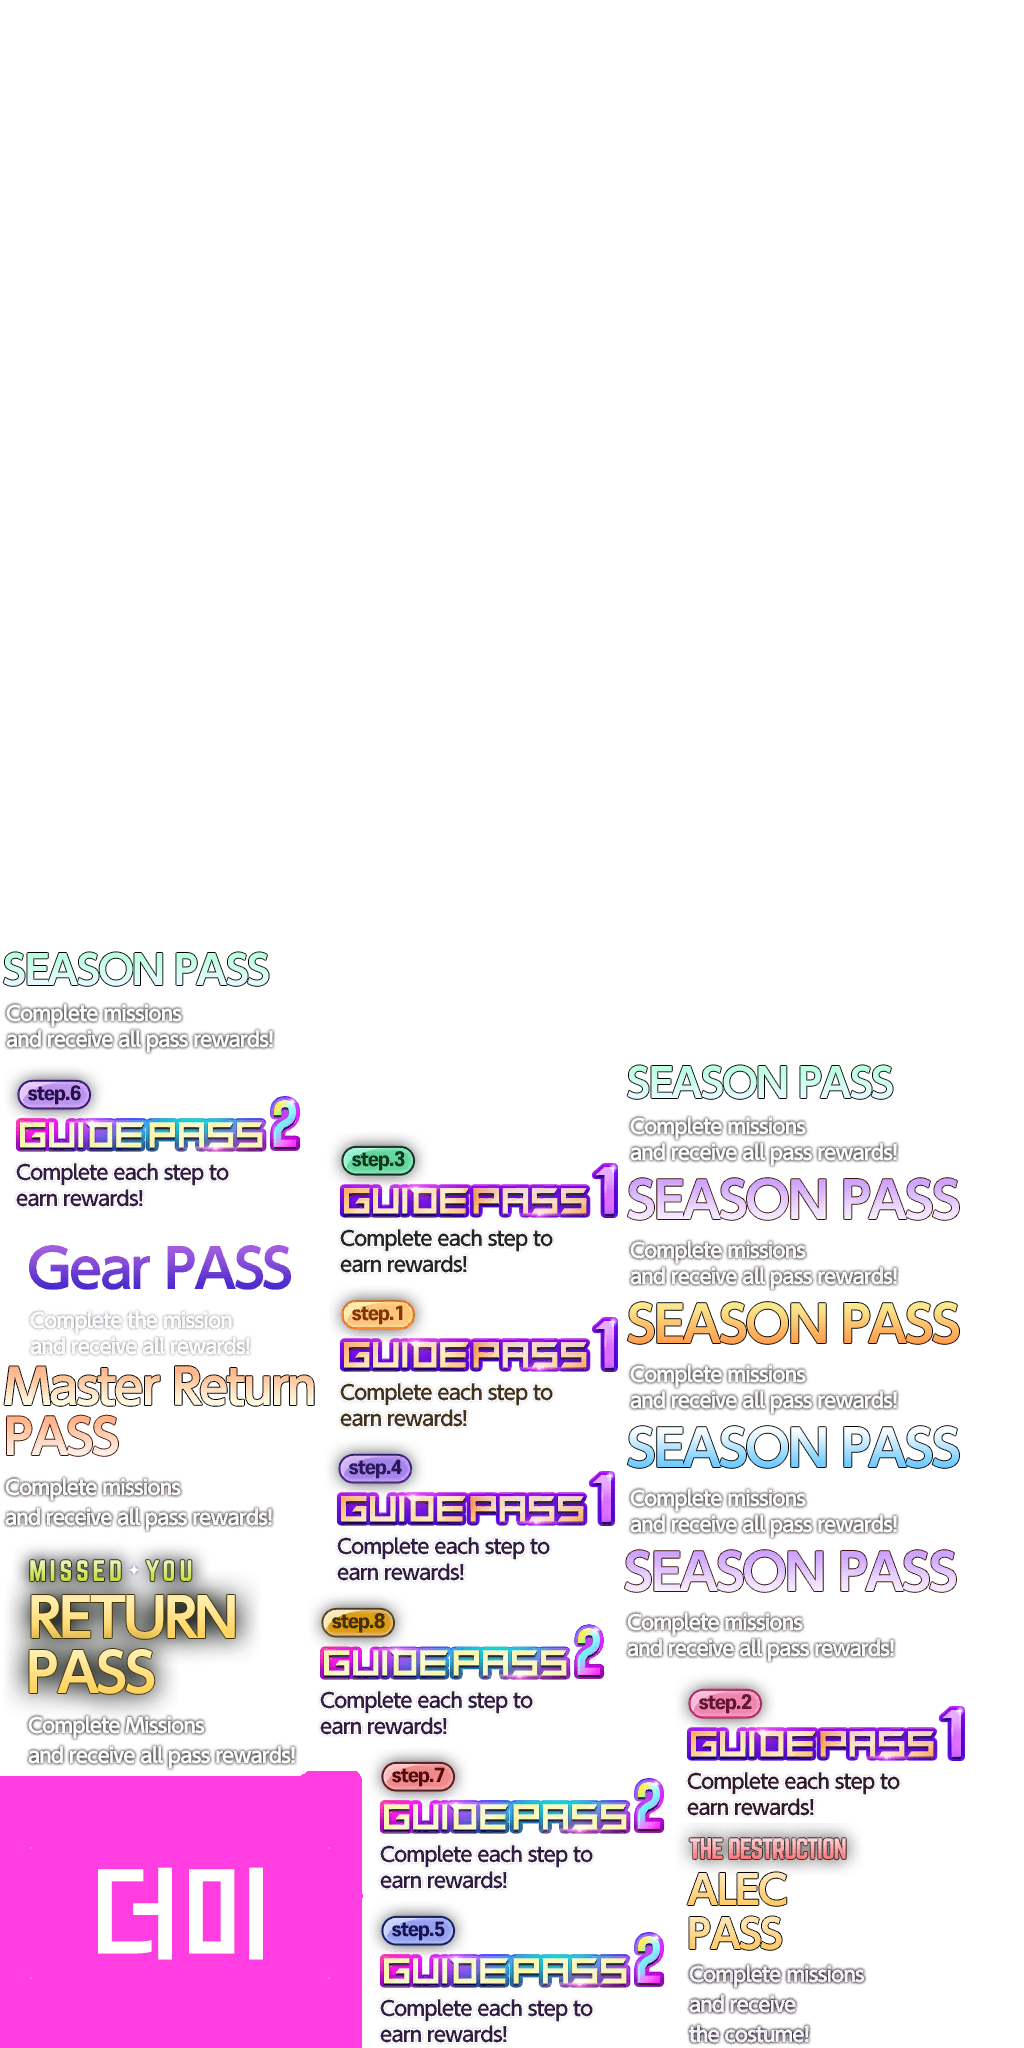 SEASON PASS
Complete missions
and receive all pass rewards!
step.6
GUIDEPASS 2
Complete each step to
earn rewards!
Gear PASS
Complete the mission
and receive all rewards!
Master Return
PASS
Complete missions
and receive all pass rewards!
MISSED YOU
RETURN
PASS
Complete Missions
and receive all pass rewards!
더미
step.3
GUIDEPASS 1
Complete each step to
earn rewards!
step.1
GUIDEPASS 1
Complete each step to
earn rewards!
step.4
GUIDEPASS 1
Complete each step to
earn rewards!
step.8
GUIDEPASS 2
Complete each step to
earn rewards!
step.7
GUIDEPASS 2
Complete each step to
earn rewards!
step.5
GUIDEPASS 2
Complete each step to
earn rewards!
SEASON PASS
Complete missions
and receive all pass rewards!
SEASON PASS
Complete missions
and receive all pass rewards!
SEASON PASS
Complete missions
and receive all pass rewards!
SEASON PASS
Complete missions
and receive all pass rewards!
SEASON PASS
Complete missions
and receive all pass rewards!
step.2
GUIDEPASS 1
Complete each step to
earn rewards!
THE DESTRUCTION
ALEC
PASS
Complete missions
and receive
the costume!